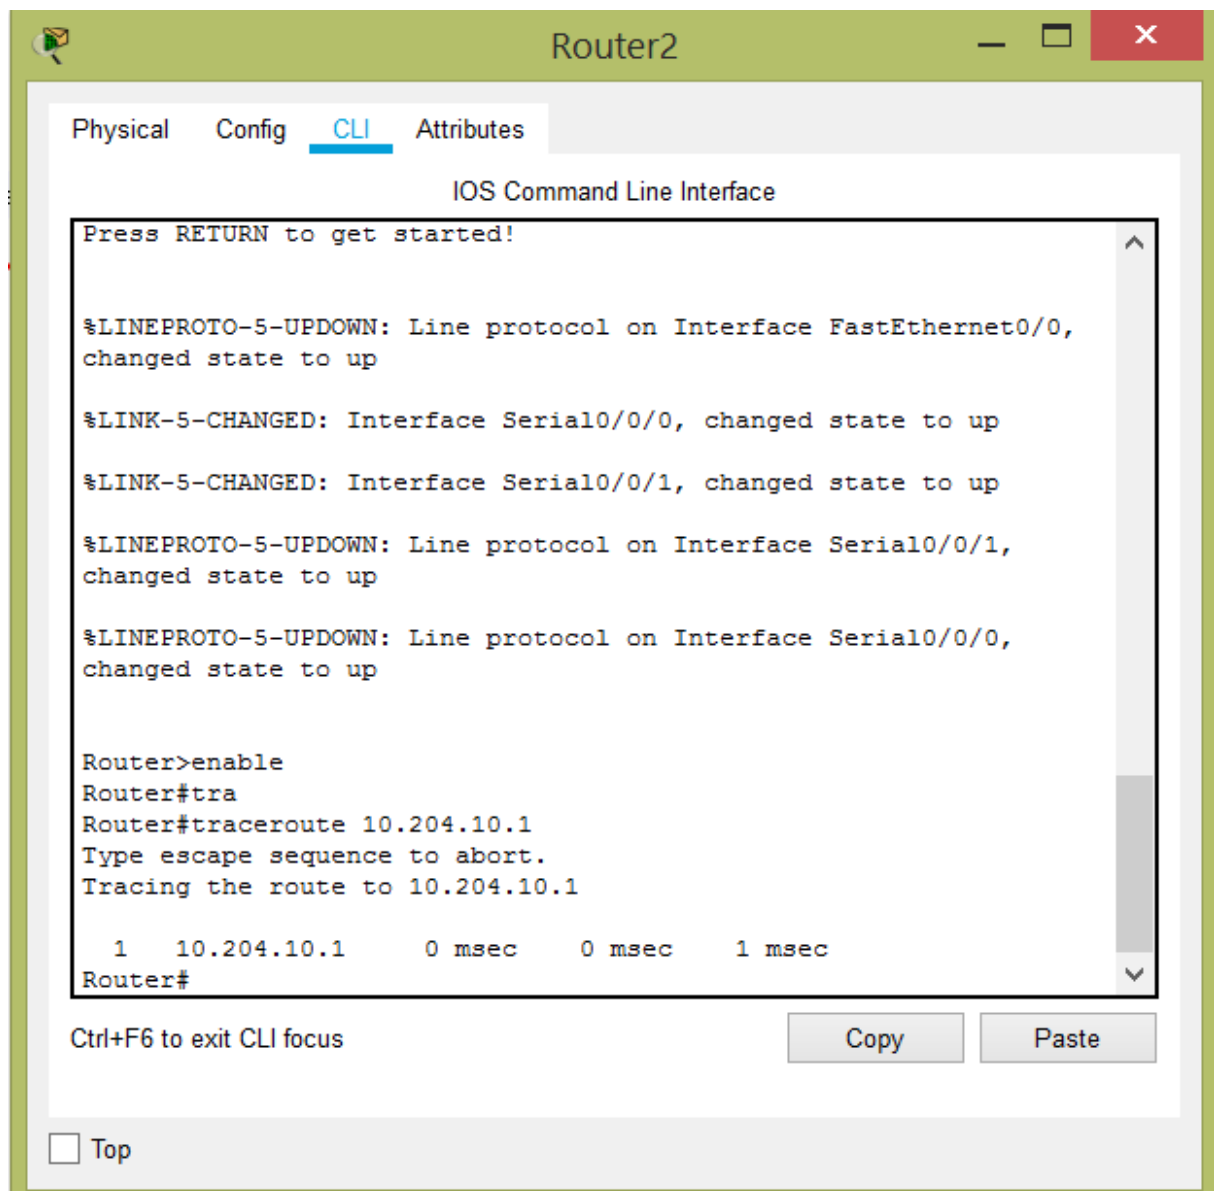 Router2
Physical Config CLI Attributes
IOS Command Line Interface
Press RETURN to get started!
%LINEPROTO-5-UPDOWN: Line protocol on Interface FastEthernet0/0,
changed state to up
%LINK-5-CHANGED: Interface Serial0/0/0, changed state to up
%LINK-5-CHANGED: Interface Serial0/0/1, changed state to up
%LINEPROTO-5-UPDOWN: Line protocol on Interface Serial0/0/1,
changed state to up
%LINEPROTO-5-UPDOWN: Line protocol on Interface Serial0/0/0,
changed state to up
Router>enable
Router#tra
Router#traceroute 10.204.10.1
Type escape sequence to abort.
Tracing the route to 10.204.10.1
1 10.204.10.1 0 msec 0 msec 1 msec
Router#
Ctrl+F6 to exit CLI focus
Copy Paste
Top